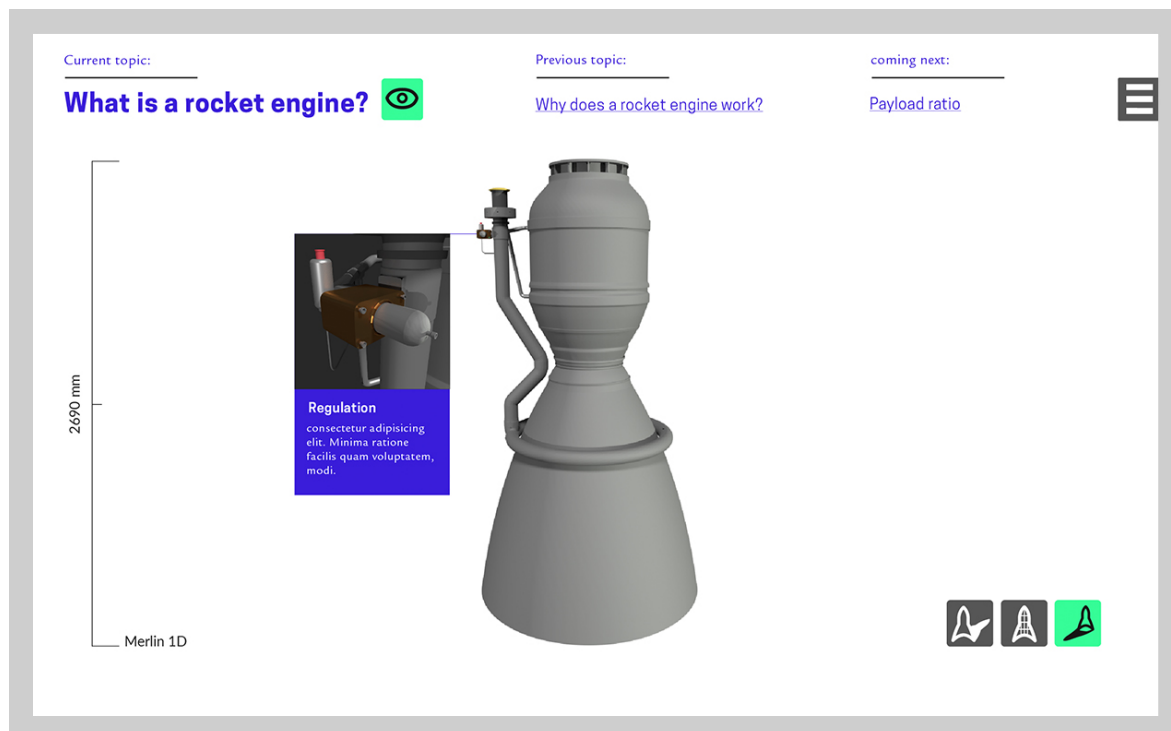 Current topic:
What is a rocket engine?
Previous topic:
Why does a rocket engine work?
coming next:
Payload ratio
2690 mm
Regulation
consectetur adipisicing
elit. Minima ratione
facilis quam voluptatem,
modi.
Merlin 1D